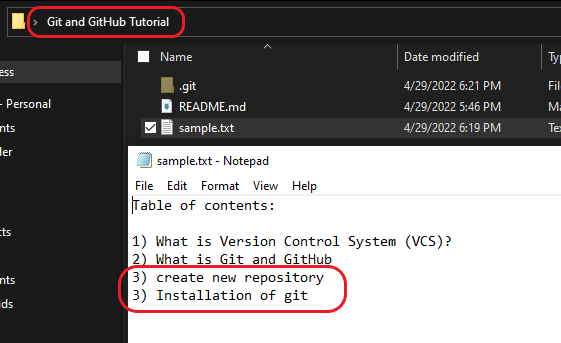 Git and GitHub Tutorial
Name Date modified Ty
ess
.git 4/29/2022 6:21 PM File
- Personal README.md 4/29/2022 5:46 PM Ma
nts sample.txt 4/29/2022 6:19 PM Tex
ler
sample.txt - Notepad
File Edit Format View Help
Table of contents:
1) What is Version Control System (VCS)?
cts
2) What is Git and GitHub
3) create new repository
nts
3) Installation of git
ds